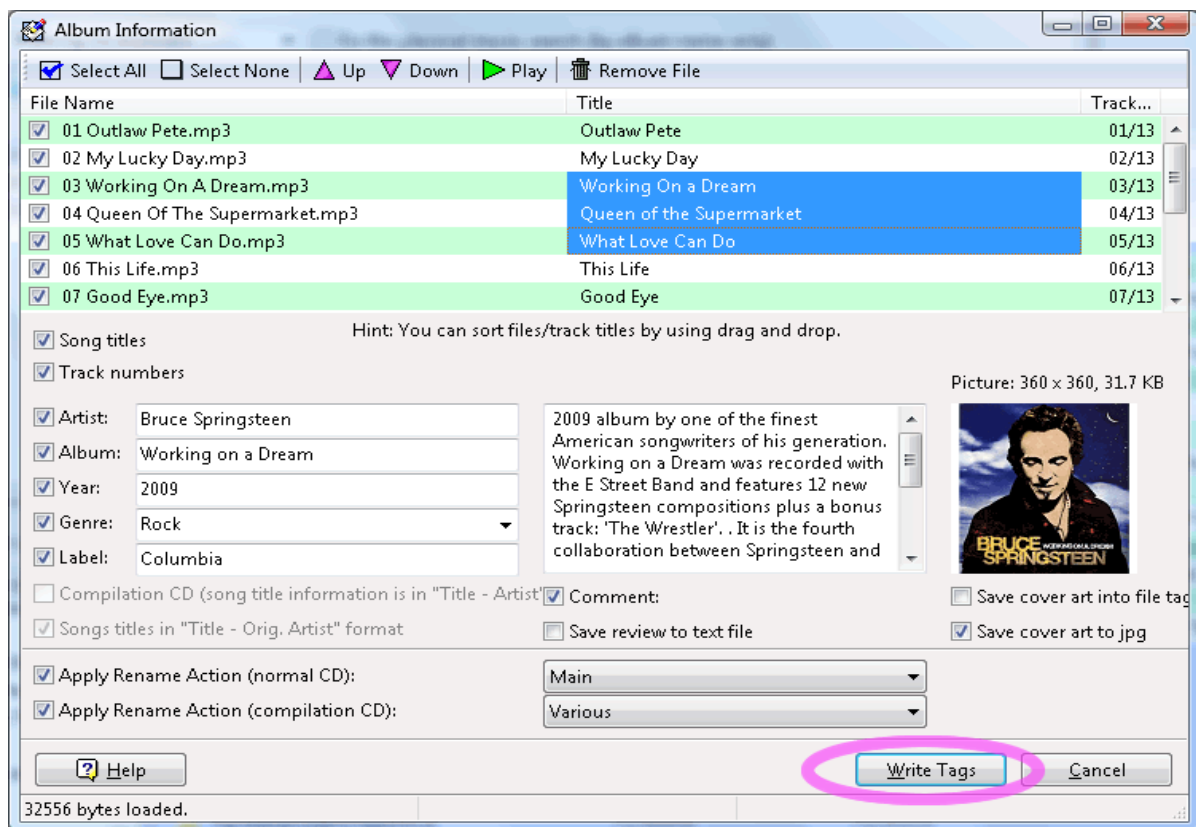 Album Information
Select All Select None Up Down Play Remove File
File Name Title Track...
01 Outlaw Pete.mp3 Outlaw Pete 01/13
02 My Lucky Day.mp3 My Lucky Day 02/13
03 Working On A Dream.mp3 Working On a Dream 03/13
04 Queen Of The Supermarket.mp3 Queen of the Supermarket 04/13
05 What Love Can Do.mp3 What Love Can Do 05/13
06 This Life.mp3 This Life 06/13
07 Good Eye.mp3 Good Eye 07/13
Hint: You can sort files/track titles by using drag and drop.
Song titles
Track numbers
Artist: Bruce Springsteen
Album: Working on a Dream
Year: 2009
Genre: Rock
Label: Columbia
2009 album by one of the finest
American songwriters of his generation.
Working on a Dream was recorded with
the E Street Band and features 12 new
Springsteen compositions plus a bonus
track: 'The Wrestler'. . It is the fourth
collaboration between Springsteen and
Picture: 360 x 360, 31.7 KB
BRUCE WORKING ON A DREAM
SPRINGSTEEN
Compilation CD (song title information is in "Title - Artist"
Songs titles in "Title - Orig. Artist" format
Comment:
Save review to text file
Save cover art into file tag
Save cover art to jpg
Apply Rename Action (normal CD): Main
Apply Rename Action (compilation CD): Various
Help Write Tags Cancel
32556 bytes loaded.